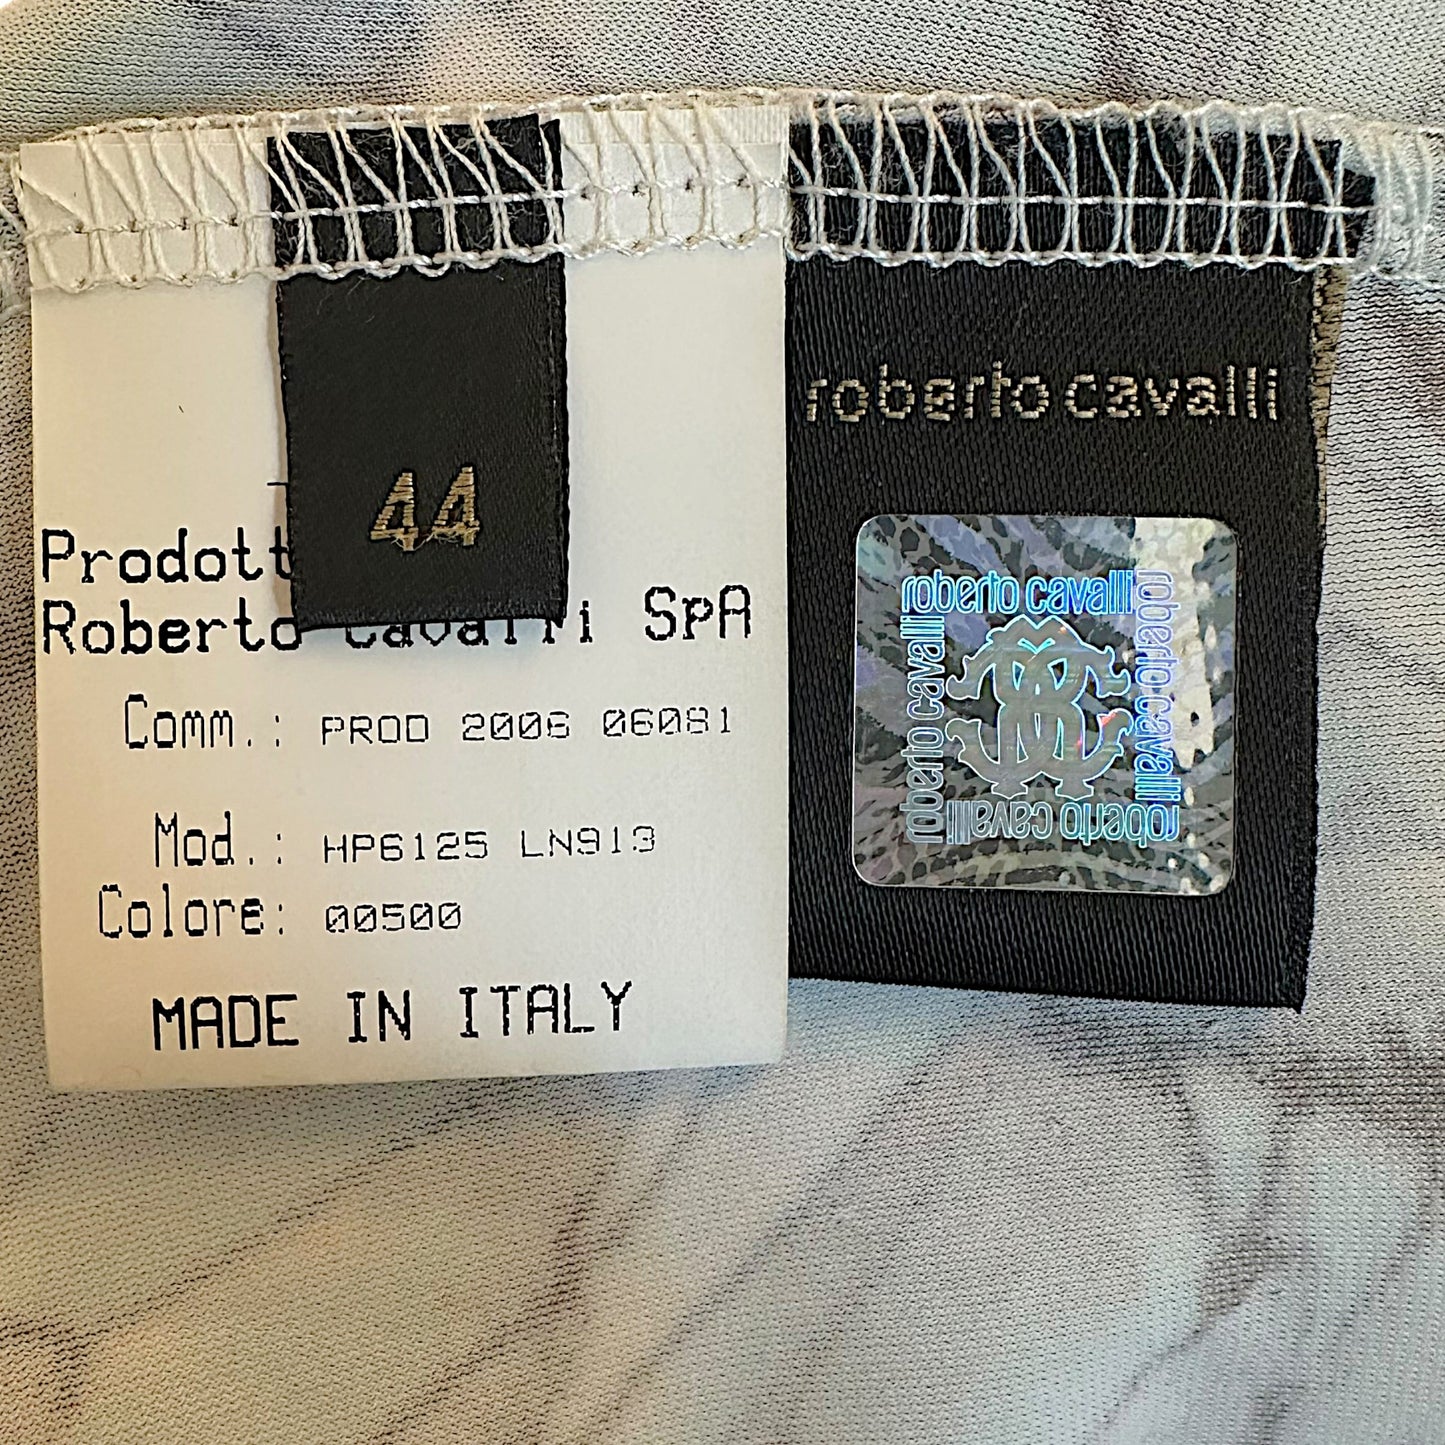 44
Prodott
Roberto Cavalli SpA
Comm.: PROD 2006 06081
Mod.: HP6125 LN913
Colore: 00500
MADE IN ITALY
roberto cavalli
roberto cavalli
roberto cavalli
roberto cavalli
roberto cavalli